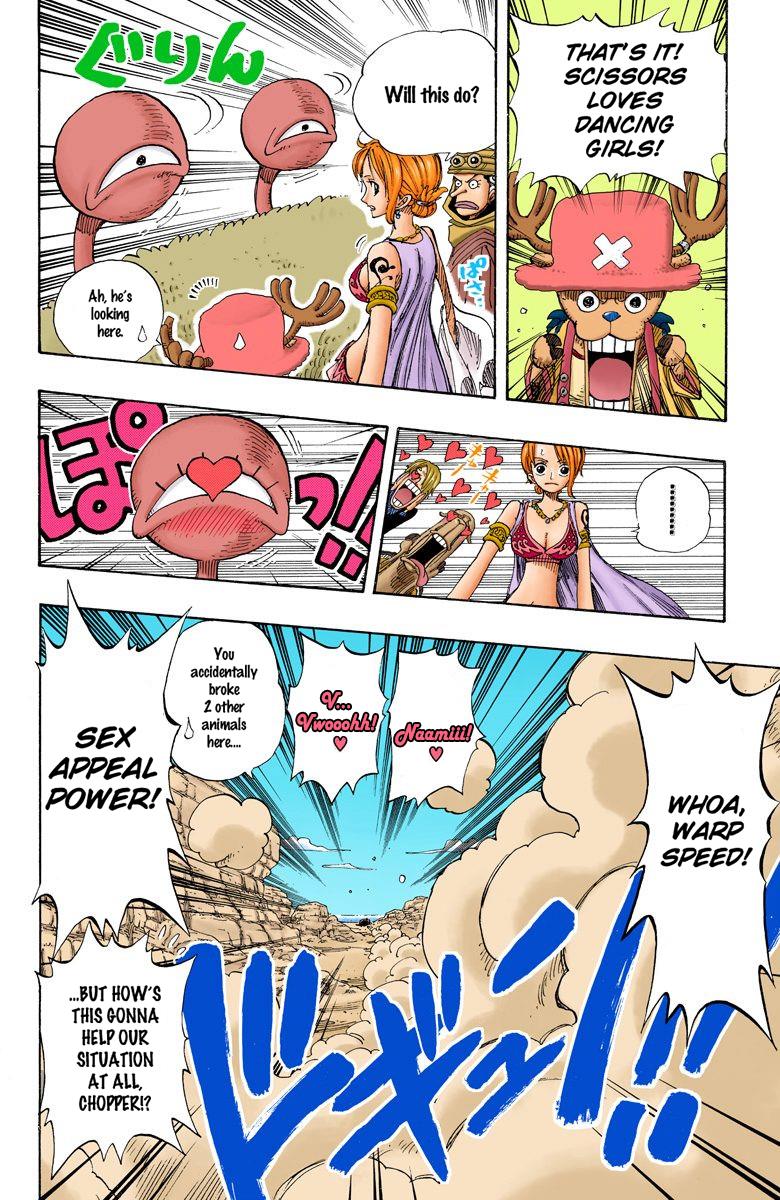 THAT'S IT!
SCISSORS
LOVES
DANCING
GIRLS!
Will this do?
ぐりん
ぱさっ
Ah, he's
looking
here.
.........
ぽっ!!
WHOA,
WARP
SPEED!
Naamiii!
♥
V...
Vwooohh!
♥
You
accidentally
broke
2 other
animals
here....
SEX
APPEAL
POWER!
...BUT HOW'S
THIS GONNA
HELP OUR
SITUATION
AT ALL,
CHOPPER!?
ドギュン!!